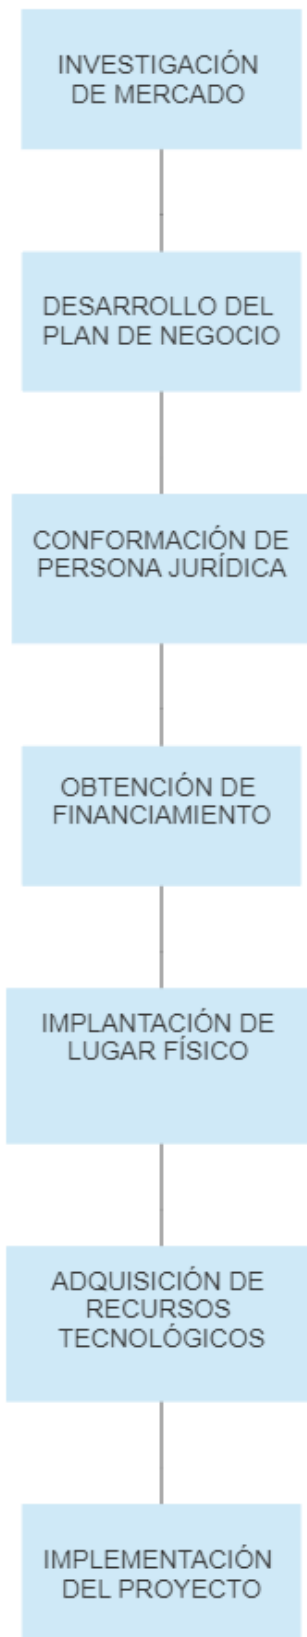 INVESTIGACIÓN
DE MERCADO
DESARROLLO DEL
PLAN DE NEGOCIO
CONFORMACIÓN DE
PERSONA JURÍDICA
OBTENCIÓN DE
FINANCIAMIENTO
IMPLANTACIÓN DE
LUGAR FÍSICO
ADQUISICIÓN DE
RECURSOS
TECNOLÓGICOS
IMPLEMENTACIÓN
DEL PROYECTO